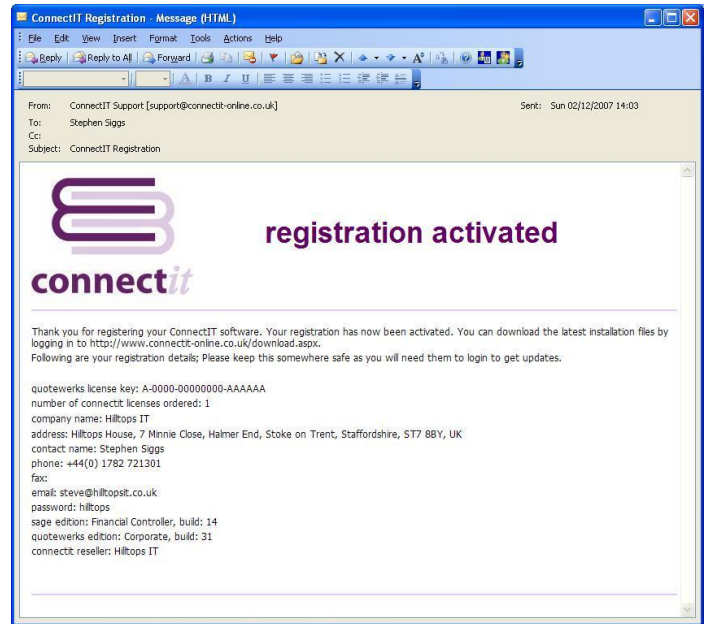 ConnectIT Registration - Message (HTML)
File Edit View Insert Format Tools Actions Help
Reply Reply to All Forward
A B I U
From: ConnectIT Support [support@connectit-online.co.uk] Sent: Sun 02/12/2007 14:03
To: Stephen Siggs
Cc:
Subject: ConnectIT Registration
registration activated
connectit
Thank you for registering your ConnectIT software. Your registration has now been activated. You can download the latest installation files by
logging in to http://www.connectit-online.co.uk/download.aspx.
Following are your registration details; Please keep this somewhere safe as you will need them to login to get updates.
quotewerks license key: A-0000-00000000-AAAAAA
number of connectit licenses ordered: 1
company name: Hilltops IT
address: Hilltops House, 7 Minnie Close, Halmer End, Stoke on Trent, Staffordshire, ST7 8BY, UK
contact name: Stephen Siggs
phone: +44(0) 1782 721301
fax:
email: steve@hilltopsit.co.uk
password: hilltops
sage edition: Financial Controller, build: 14
quotewerks edition: Corporate, build: 31
connectit reseller: Hilltops IT